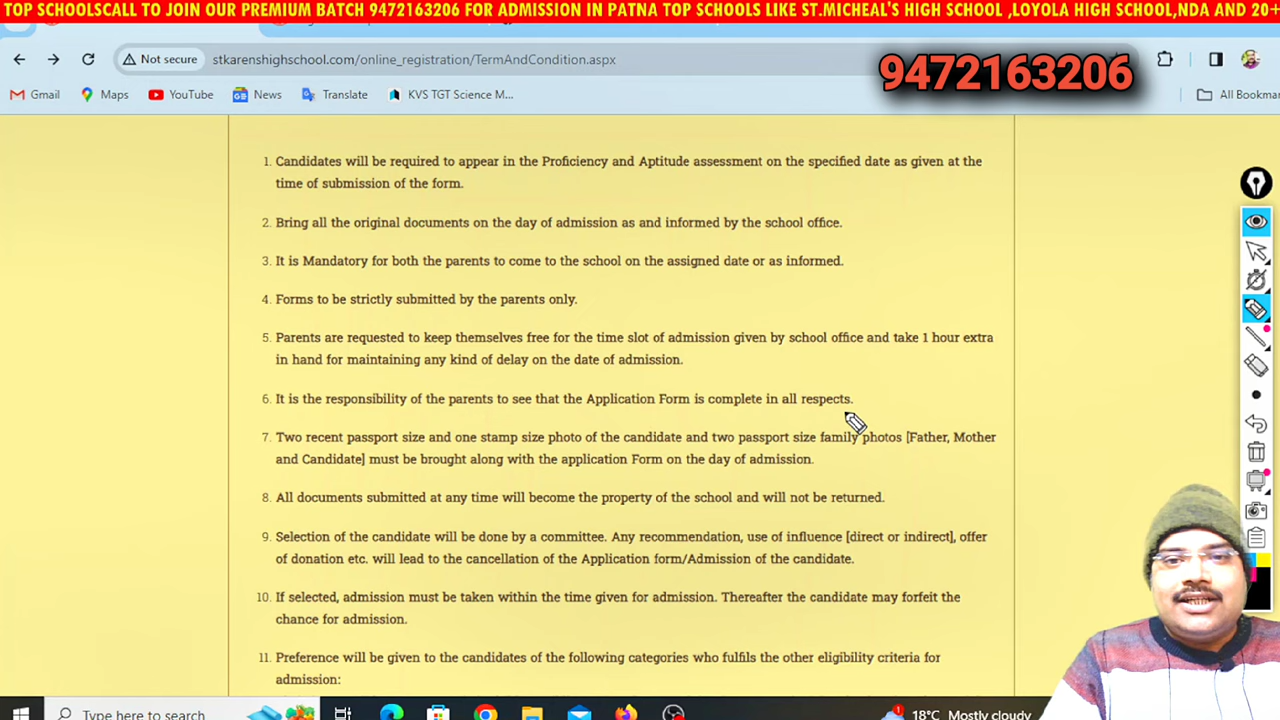 TOP SCHOOLSCALL TO JOIN OUR PREMIUM BATCH 9472163206 FOR ADMISSION IN PATNA TOP SCHOOLS LIKE ST.MICHEAL'S HIGH SCHOOL ,LOYOLA HIGH SCHOOL,NDA AND 20+
Not secure stkarenshighschool.com/online_registration/TermAndCondition.aspx
9472163206
Gmail Maps YouTube News Translate KVS TGT Science M... All Bookmar
1. Candidates will be required to appear in the Proficiency and Aptitude assessment on the specified date as given at the
time of submission of the form.
2. Bring all the original documents on the day of admission as and informed by the school office.
3. It is Mandatory for both the parents to come to the school on the assigned date or as informed.
4. Forms to be strictly submitted by the parents only.
5. Parents are requested to keep themselves free for the time slot of admission given by school office and take 1 hour extra
in hand for maintaining any kind of delay on the date of admission.
6. It is the responsibility of the parents to see that the Application Form is complete in all respects.
7. Two recent passport size and one stamp size photo of the candidate and two passport size family photos [Father, Mother
and Candidate] must be brought along with the application Form on the day of admission.
8. All documents submitted at any time will become the property of the school and will not be returned.
9. Selection of the candidate will be done by a committee. Any recommendation, use of influence [direct or indirect], offer
of donation etc. will lead to the cancellation of the Application form/Admission of the candidate.
10. If selected, admission must be taken within the time given for admission. Thereafter the candidate may forfeit the
chance for admission.
11. Preference will be given to the candidates of the following categories who fulfils the other eligibility criteria for
admission:
Type here to search 1 18°C Mostly cloudy